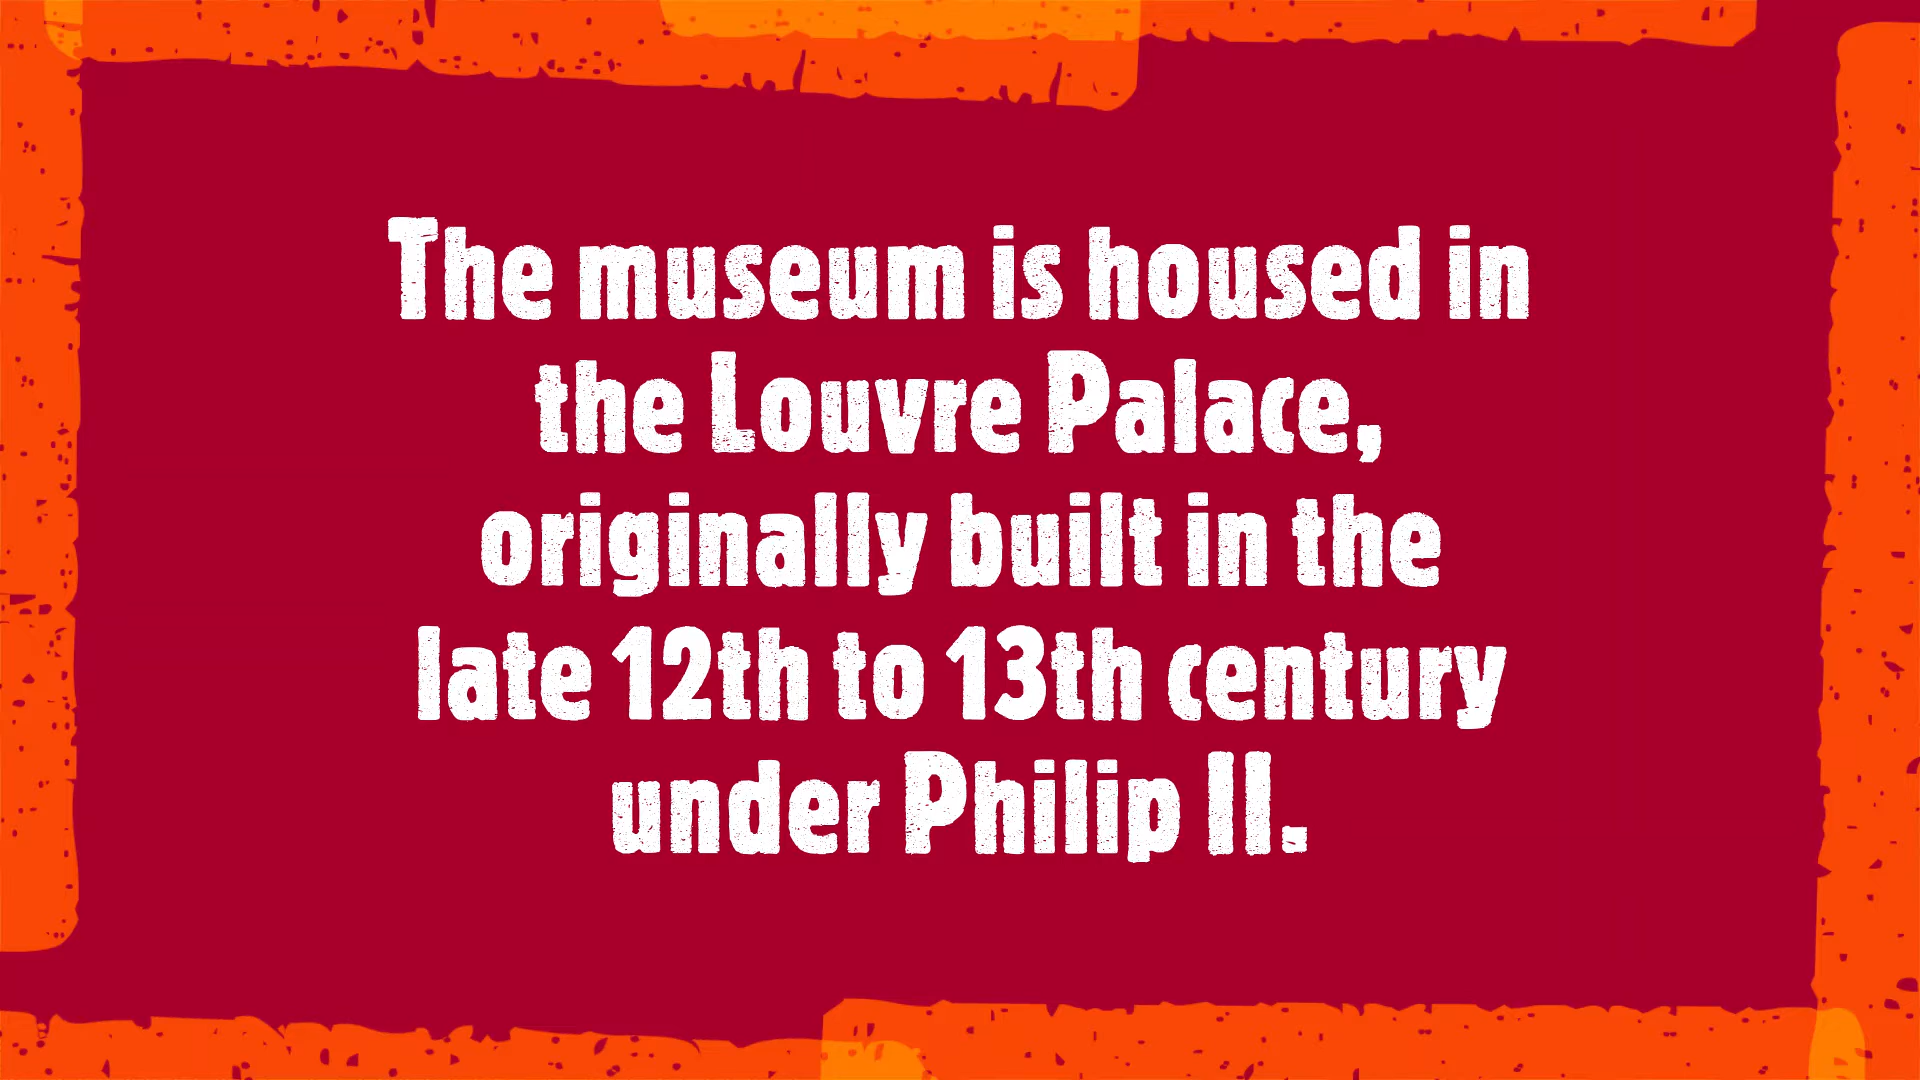 The museum is housed in
the Louvre Palace,
originally built in the
late 12th to 13th century
under Philip II.